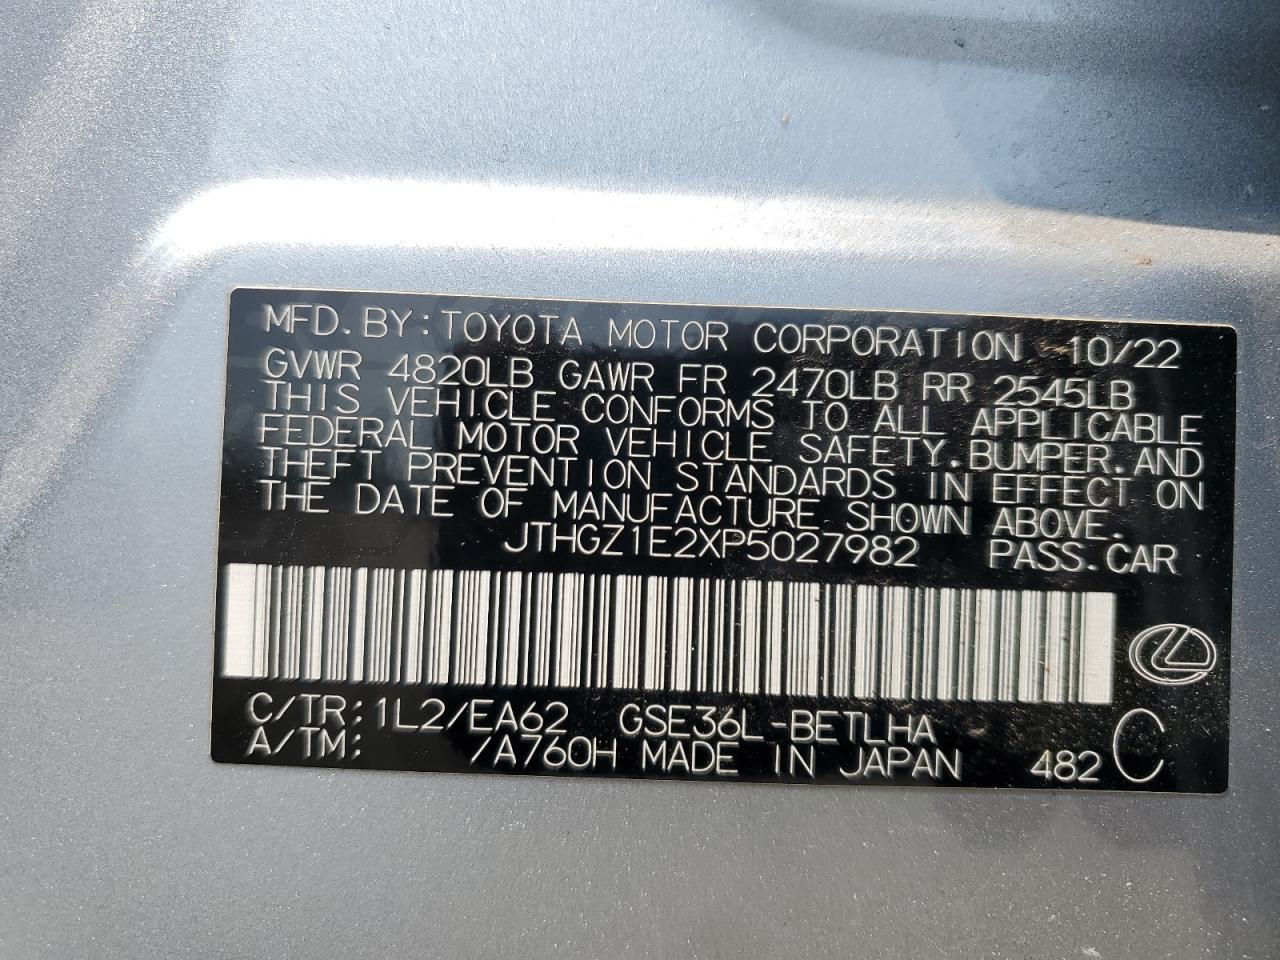 MFD.BY:TOYOTA MOTOR CORPORATION 10/22
GVWR 4820LB GAWR FR 2470LB RR 2545LB
THIS VEHICLE CONFORMS TO ALL APPLICABLE
FEDERAL MOTOR VEHICLE SAFETY.BUMPER.AND
THEFT PREVENTION STANDARDS IN EFFECT ON
THE DATE OF MANUFACTURE SHOWN ABOVE.
JTHGZ1E2XP5027982 PASS.CAR
C/TR:1L2/EA62 GSE36L-BETLHA
A/TM: /A760H MADE IN JAPAN 482 C